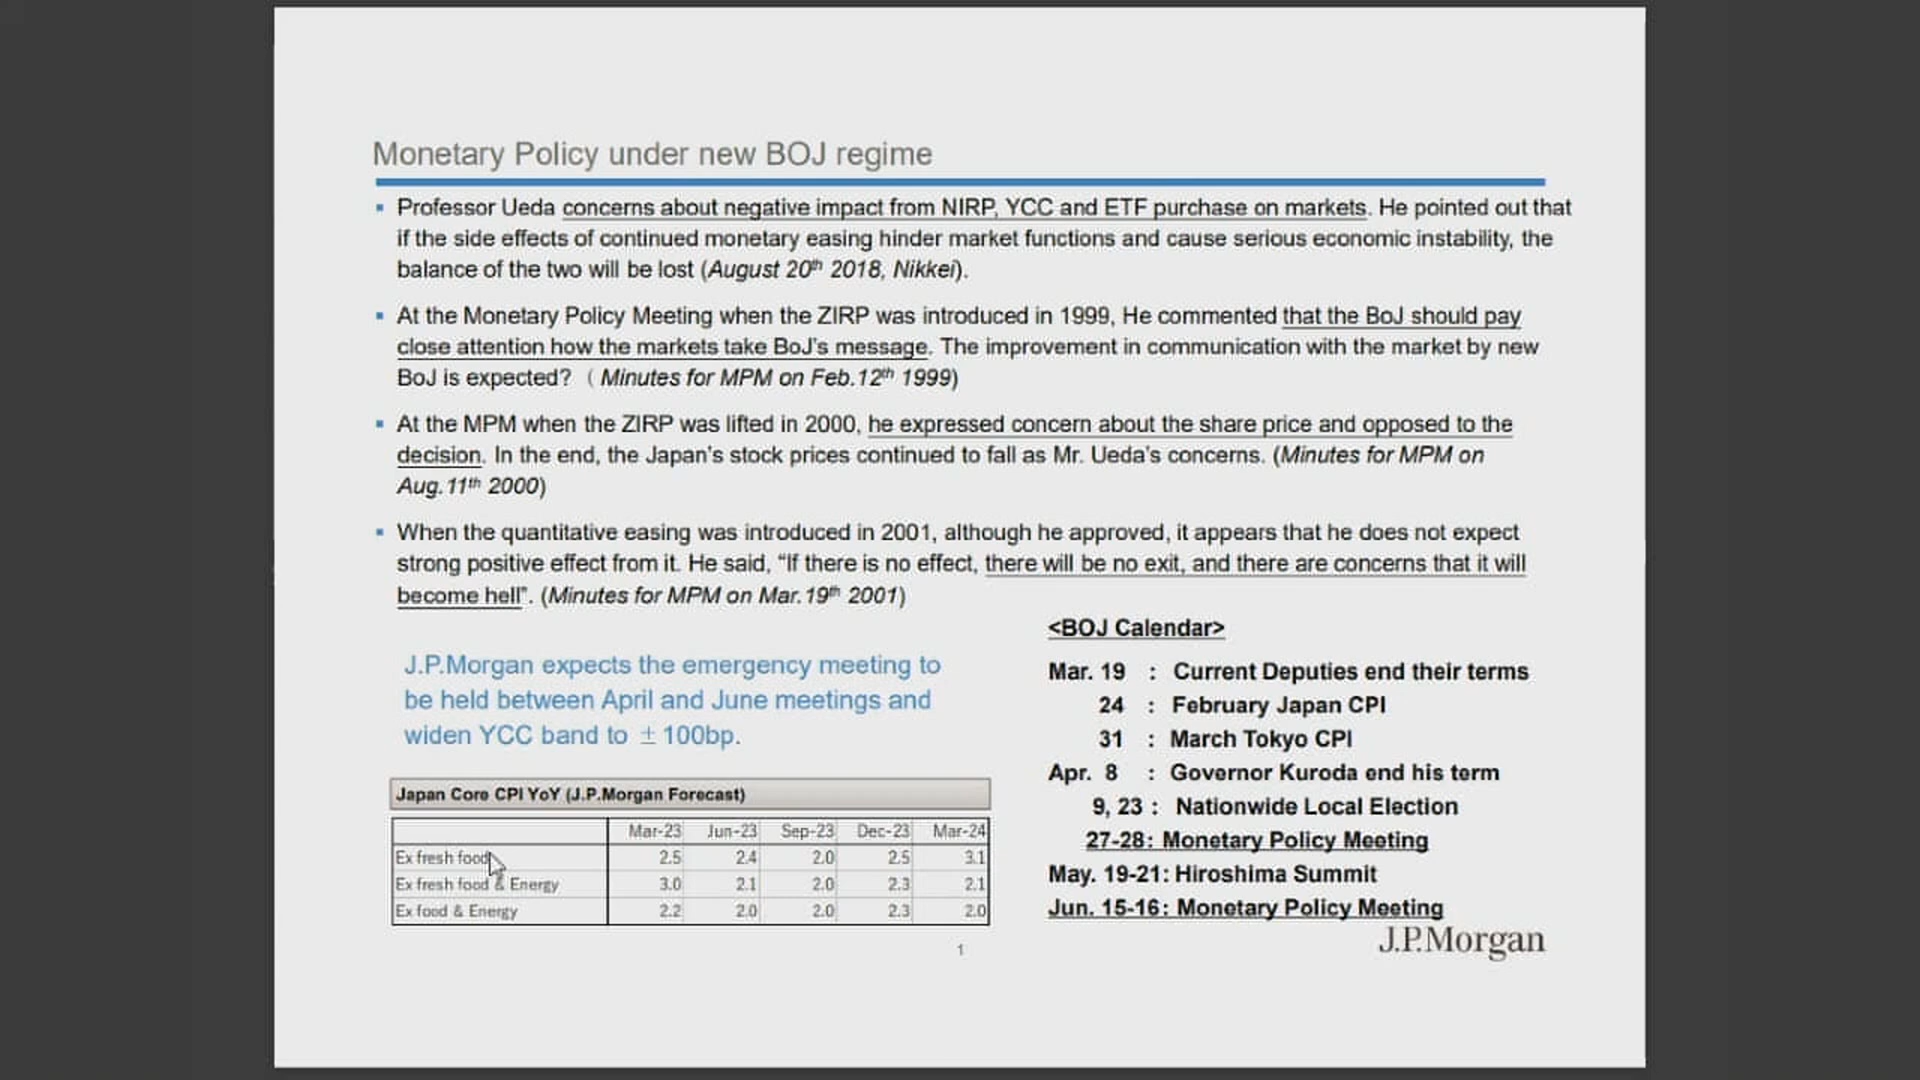 Monetary Policy under new BOJ regime
▪ Professor Ueda concerns about negative impact from NIRP, YCC and ETF purchase on markets. He pointed out that
if the side effects of continued monetary easing hinder market functions and cause serious economic instability, the
balance of the two will be lost (August 20th 2018, Nikkei).
▪ At the Monetary Policy Meeting when the ZIRP was introduced in 1999, He commented that the BoJ should pay
close attention how the markets take BoJ's message. The improvement in communication with the market by new
BoJ is expected? ( Minutes for MPM on Feb.12th 1999)
▪ At the MPM when the ZIRP was lifted in 2000, he expressed concern about the share price and opposed to the
decision. In the end, the Japan's stock prices continued to fall as Mr. Ueda's concerns. (Minutes for MPM on
Aug.11th 2000)
▪ When the quantitative easing was introduced in 2001, although he approved, it appears that he does not expect
strong positive effect from it. He said, "If there is no effect, there will be no exit, and there are concerns that it will
become hell". (Minutes for MPM on Mar.19th 2001)
J.P.Morgan expects the emergency meeting to
be held between April and June meetings and
widen YCC band to ±100bp.
Japan Core CPI YoY (J.P.Morgan Forecast)
Mar-23 Jun-23 Sep-23 Dec-23 Mar-24
Ex fresh food 2.5 2.4 2.0 2.5 3.1
Ex fresh food & Energy 3.0 2.1 2.0 2.3 2.1
Ex food & Energy 2.2 2.0 2.0 2.3 2.0
<BOJ Calendar>
Mar. 19 : Current Deputies end their terms
24 : February Japan CPI
31 : March Tokyo CPI
Apr. 8 : Governor Kuroda end his term
9, 23 : Nationwide Local Election
27-28: Monetary Policy Meeting
May. 19-21: Hiroshima Summit
Jun. 15-16: Monetary Policy Meeting
1
J.P.Morgan